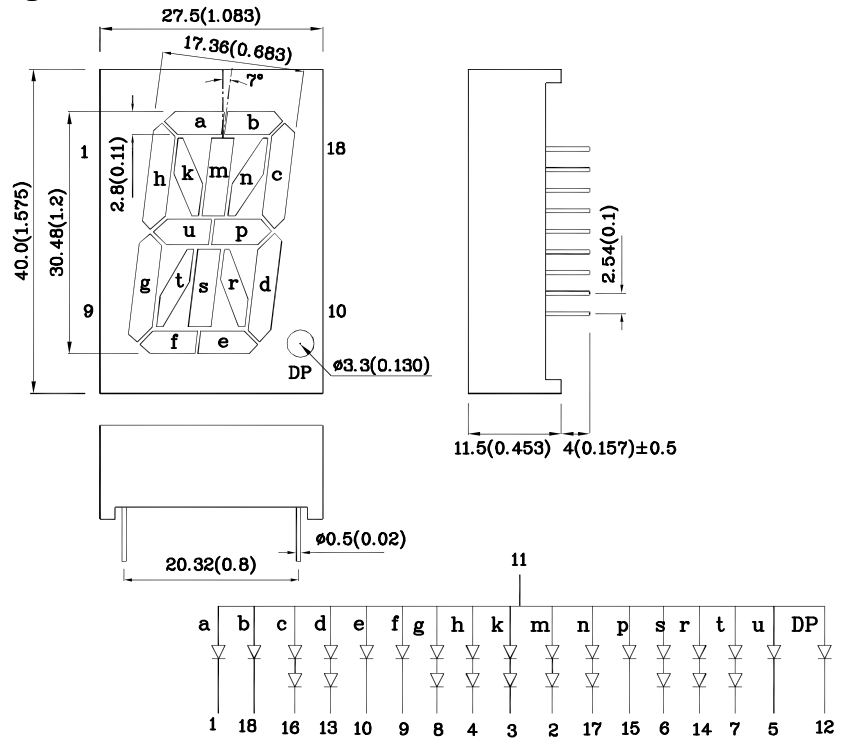 27.5(1.083)
17.36(0.683)
7°
a b
1 18
2.8(0.11)
h k m n c
40.0(1.575)
30.48(1.2)
u p
2.54(0.1)
g t s r d
9 10
f e
DP
ø3.3(0.130)
11.5(0.453) 4(0.157)±0.5
ø0.5(0.02)
20.32(0.8)
11
a b c d e f g h k m n p s r t u DP
1 18 16 13 10 9 8 4 3 2 17 15 6 14 7 5 12